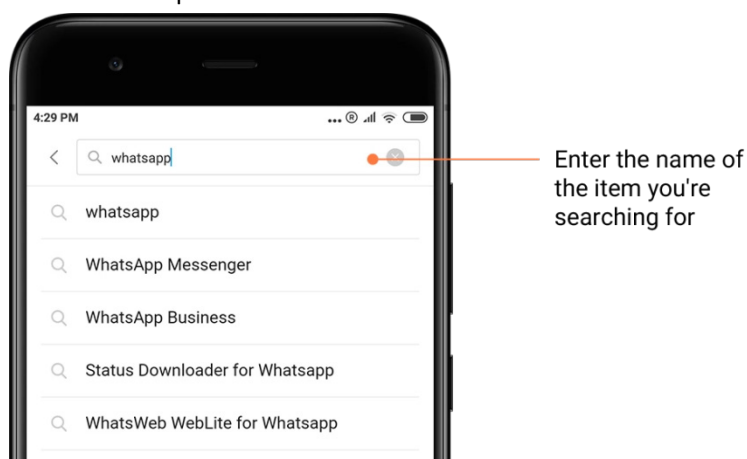 4:29 PM
whatsapp
Enter the name of
the item you're
searching for
whatsapp
WhatsApp Messenger
WhatsApp Business
Status Downloader for Whatsapp
WhatsWeb WebLite for Whatsapp